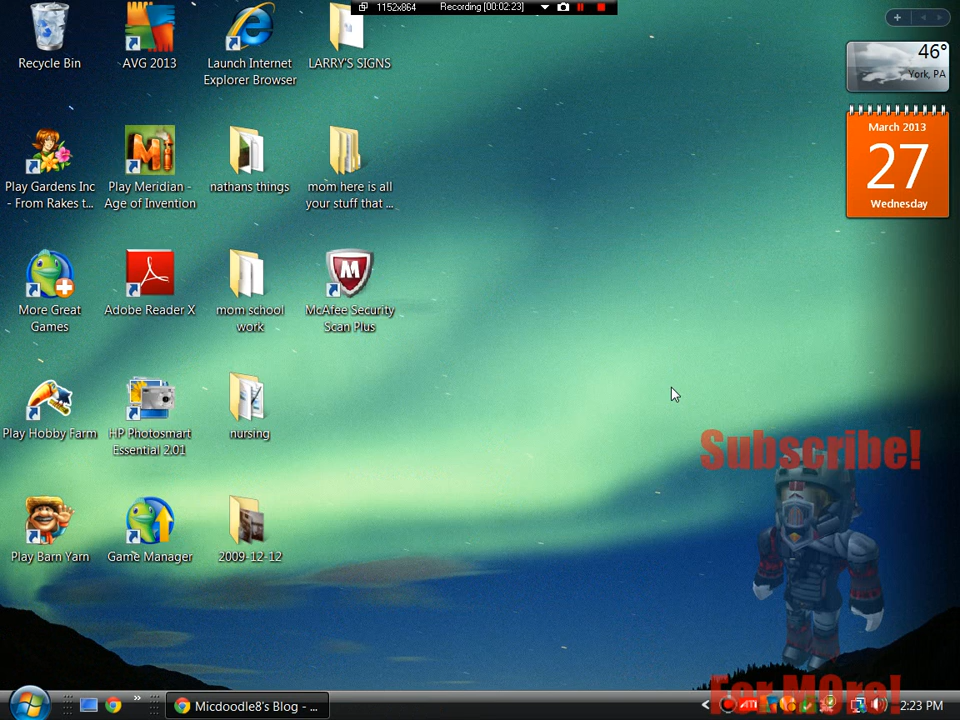 1152x864
Recording [00:02:23]
Recycle Bin
AVG 2013
Launch Internet
Explorer Browser
LARRY'S SIGNS
46°
York, PA
March 2013
27
Wednesday
Play Gardens Inc
- From Rakes t...
Play Meridian -
Age of Invention
nathans things
mom here is all
your stuff that ...
More Great
Games
Adobe Reader X
mom school
work
McAfee Security
Scan Plus
Play Hobby Farm
HP Photosmart
Essential 2.01
nursing
Subscribe!
Play Barn Yarn
Game Manager
2009-12-12
For M0re!
Micdoodle8's Blog - ...
2:23 PM